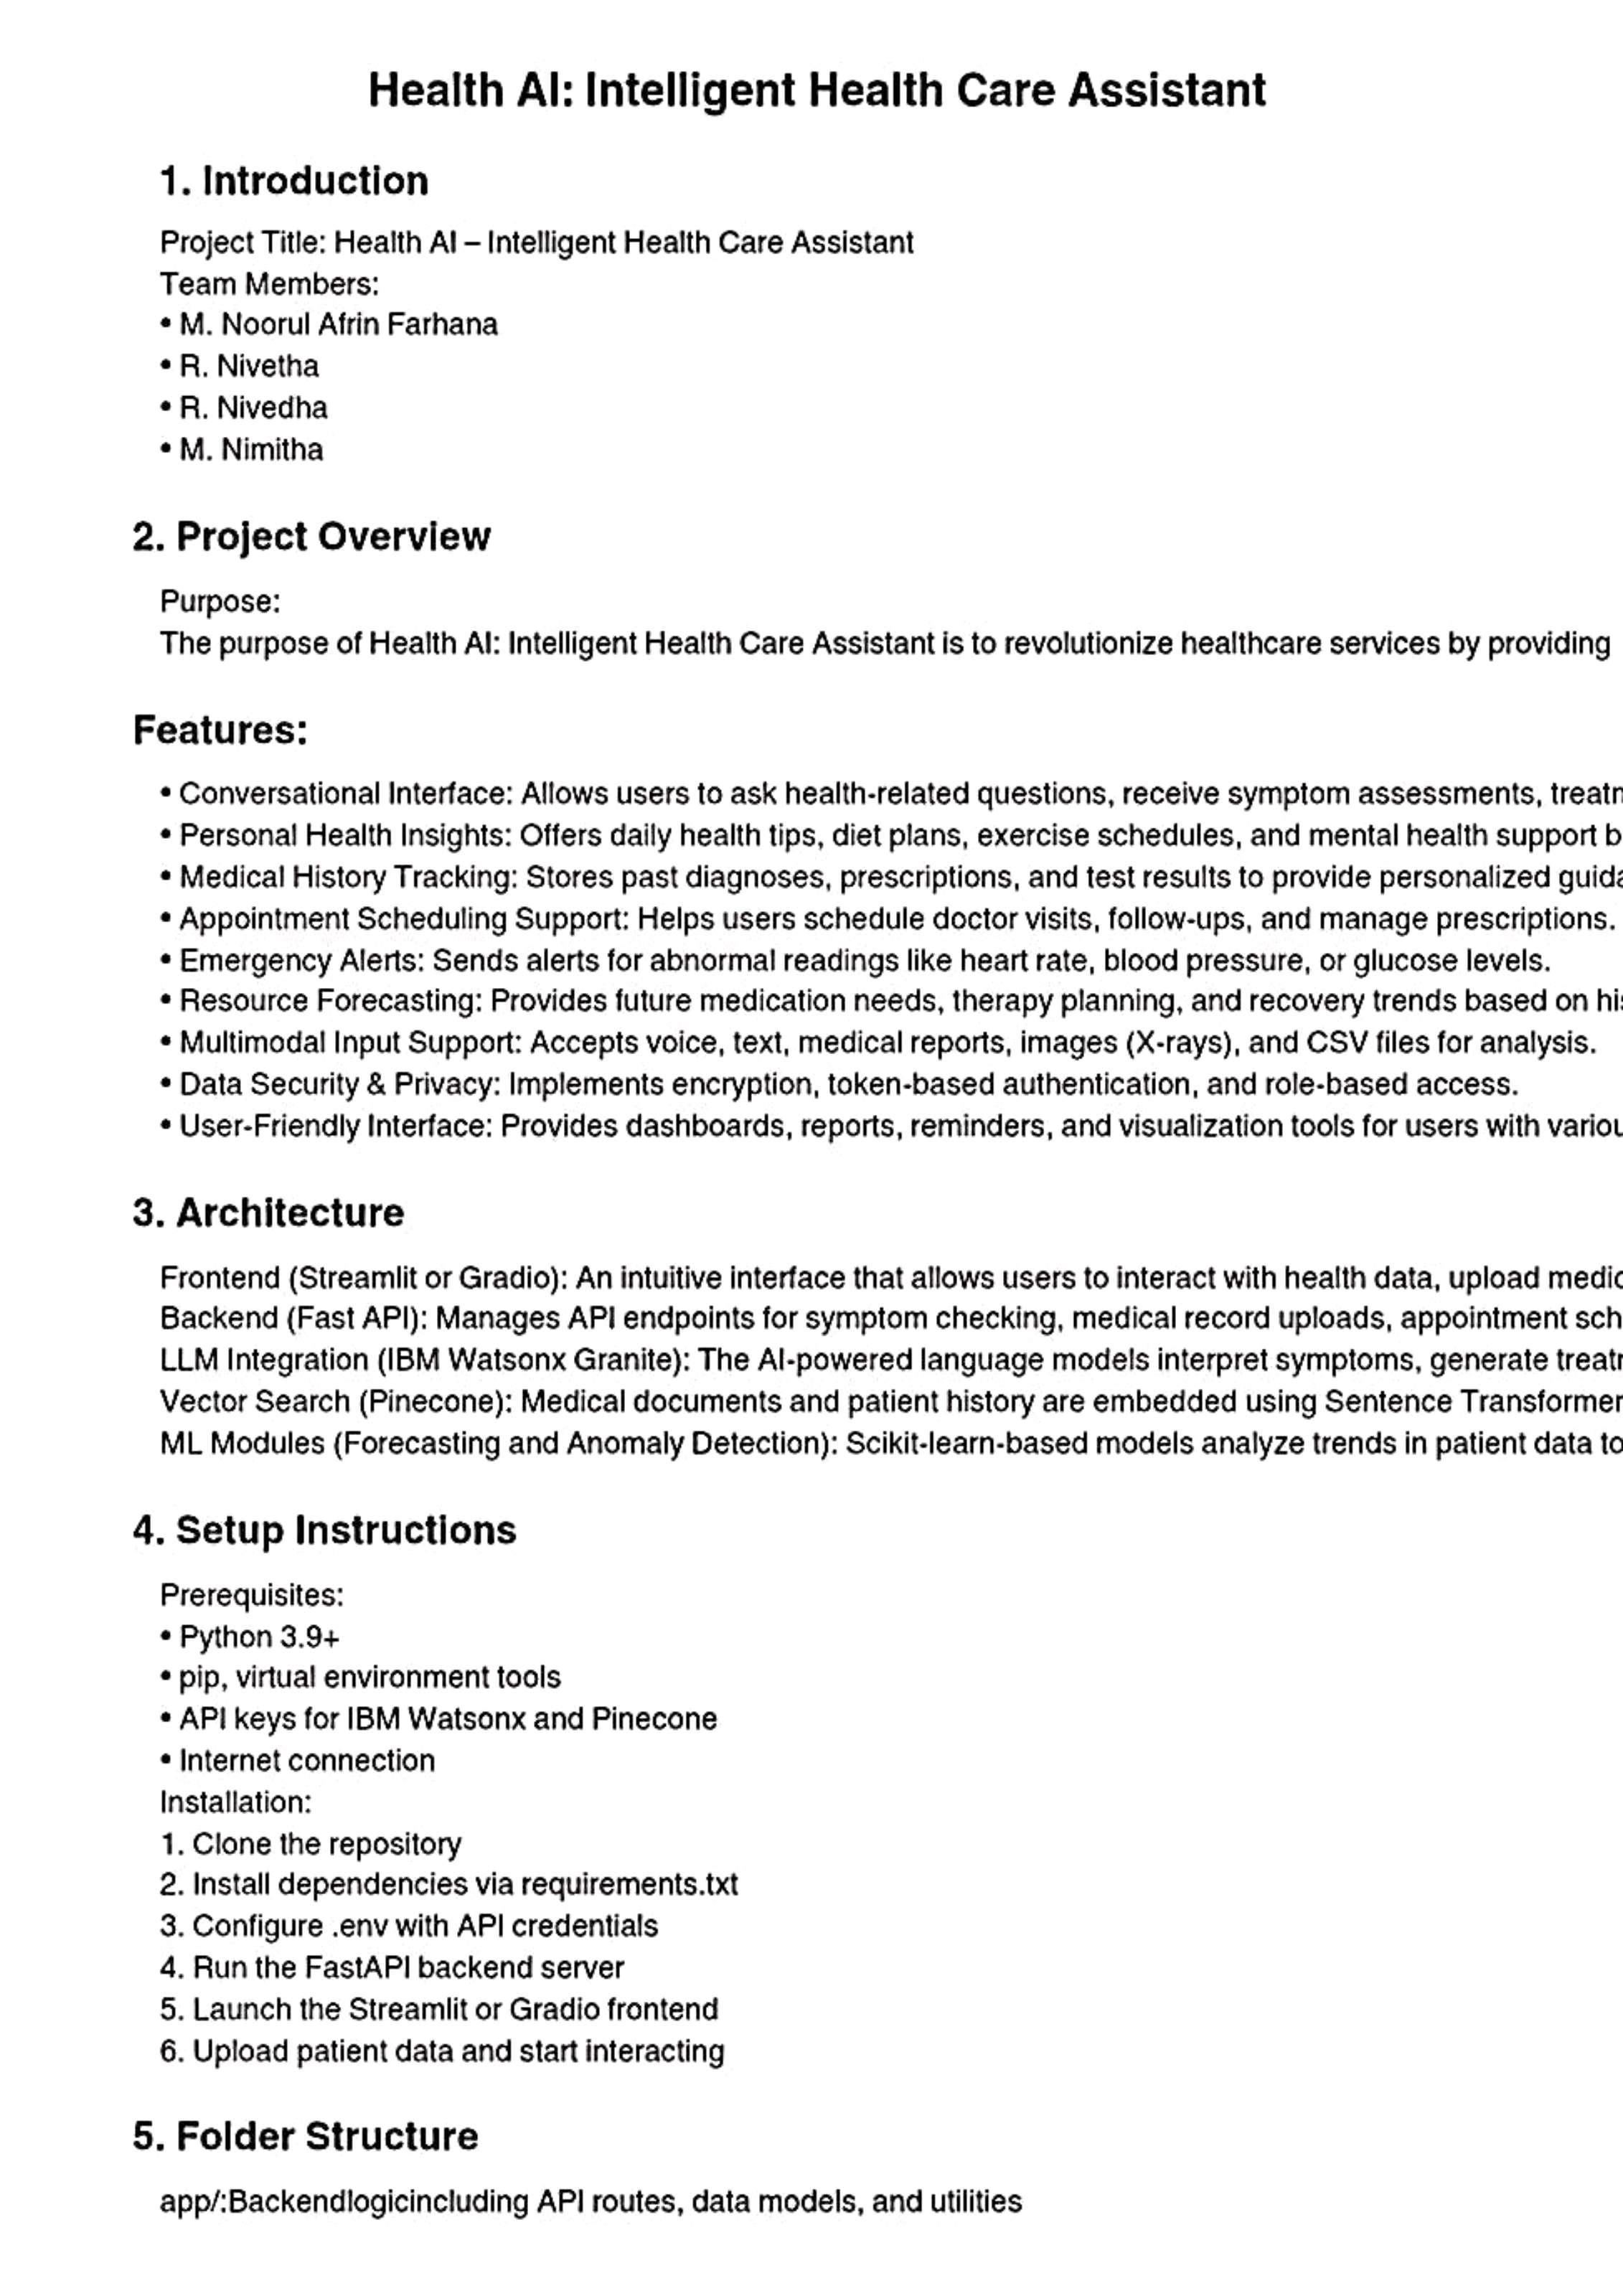 Health AI: Intelligent Health Care Assistant
1. Introduction
Project Title: Health AI – Intelligent Health Care Assistant
Team Members:
• M. Noorul Afrin Farhana
• R. Nivetha
• R. Nivedha
• M. Nimitha
2. Project Overview
Purpose:
The purpose of Health AI: Intelligent Health Care Assistant is to revolutionize healthcare services by providing
Features:
• Conversational Interface: Allows users to ask health-related questions, receive symptom assessments,
• Personal Health Insights: Offers daily health tips, diet plans, exercise schedules, and mental health support
• Medical History Tracking: Stores past diagnoses, prescriptions, and test results to provide personalized
• Appointment Scheduling Support: Helps users schedule doctor visits, follow-ups, and manage prescriptions.
• Emergency Alerts: Sends alerts for abnormal readings like heart rate, blood pressure, or glucose levels.
• Resource Forecasting: Provides future medication needs, therapy planning, and recovery trends based on
• Multimodal Input Support: Accepts voice, text, medical reports, images (X-rays), and CSV files for analysis.
• Data Security & Privacy: Implements encryption, token-based authentication, and role-based access.
• User-Friendly Interface: Provides dashboards, reports, reminders, and visualization tools for users with
3. Architecture
Frontend (Streamlit or Gradio): An intuitive interface that allows users to interact with health data, upload
Backend (Fast API): Manages API endpoints for symptom checking, medical record uploads, appointment
LLM Integration (IBM Watsonx Granite): The AI-powered language models interpret symptoms, generate
Vector Search (Pinecone): Medical documents and patient history are embedded using Sentence
ML Modules (Forecasting and Anomaly Detection): Scikit-learn-based models analyze trends in patient data to
4. Setup Instructions
Prerequisites:
• Python 3.9+
• pip, virtual environment tools
• API keys for IBM Watsonx and Pinecone
• Internet connection
Installation:
1. Clone the repository
2. Install dependencies via requirements.txt
3. Configure .env with API credentials
4. Run the FastAPI backend server
5. Launch the Streamlit or Gradio frontend
6. Upload patient data and start interacting
5. Folder Structure
app/:Backendlogicincluding API routes, data models, and utilities